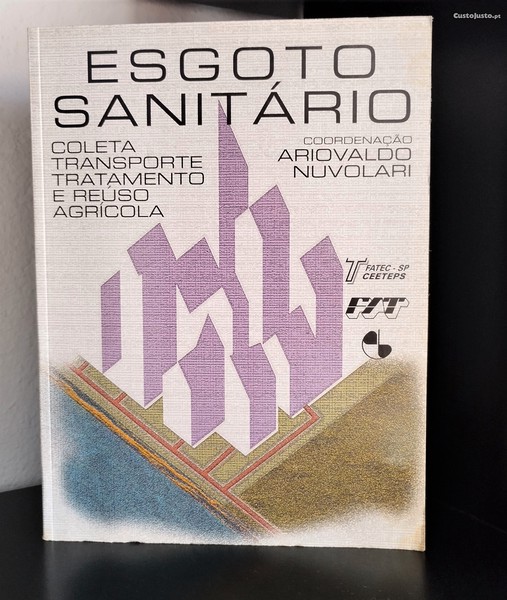 CustoJusto.pt
ESGOTO
SANITÁRIO
COLETA
TRANSPORTE
TRATAMENTO
E REÚSO
AGRÍCOLA
COORDENAÇÃO
ARIOVALDO
NUVOLARI
FATEC - SP
CEETEPS
FAT